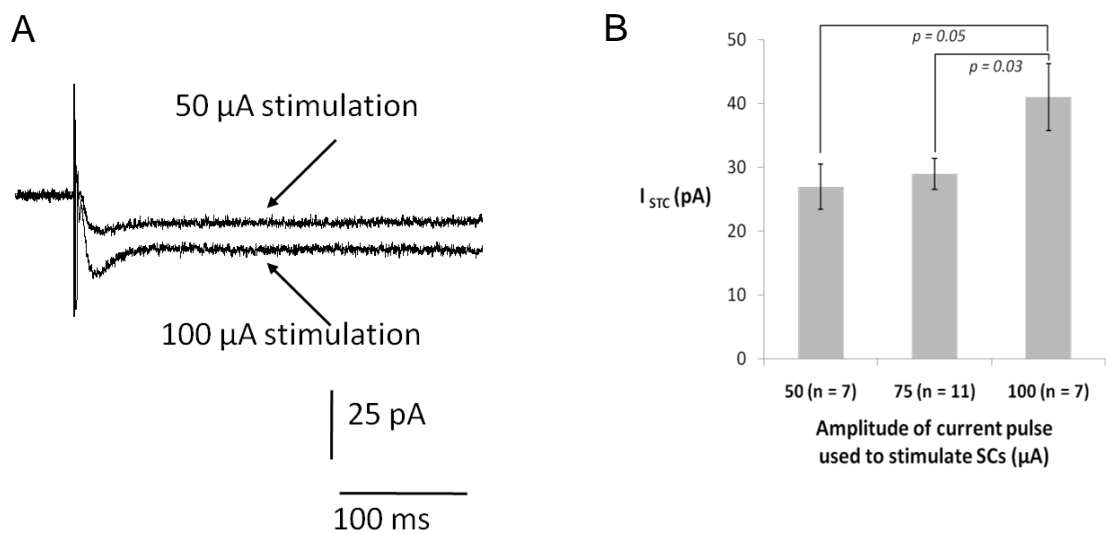 A
50 µA stimulation
100 µA stimulation
25 pA
100 ms
B
p = 0.05
p = 0.03
50
40
30
20
10
0
I STC (pA)
50 (n = 7) 75 (n = 11) 100 (n = 7)
Amplitude of current pulse
used to stimulate SCs (µA)